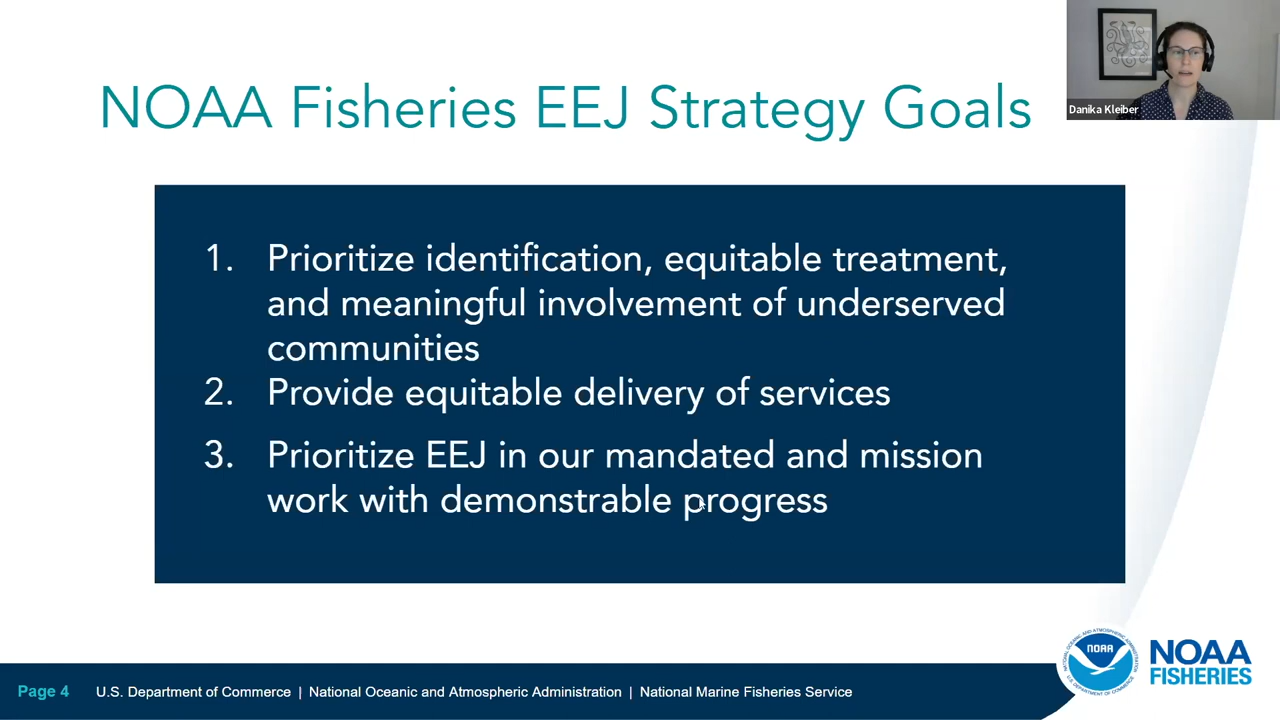 NOAA Fisheries EEJ Strategy Goals
Danika Kleiber
1. Prioritize identification, equitable treatment,
and meaningful involvement of underserved
communities
2. Provide equitable delivery of services
3. Prioritize EEJ in our mandated and mission
work with demonstrable progress
NOAA
NOAA
FISHERIES
Page 4 U.S. Department of Commerce | National Oceanic and Atmospheric Administration | National Marine Fisheries Service